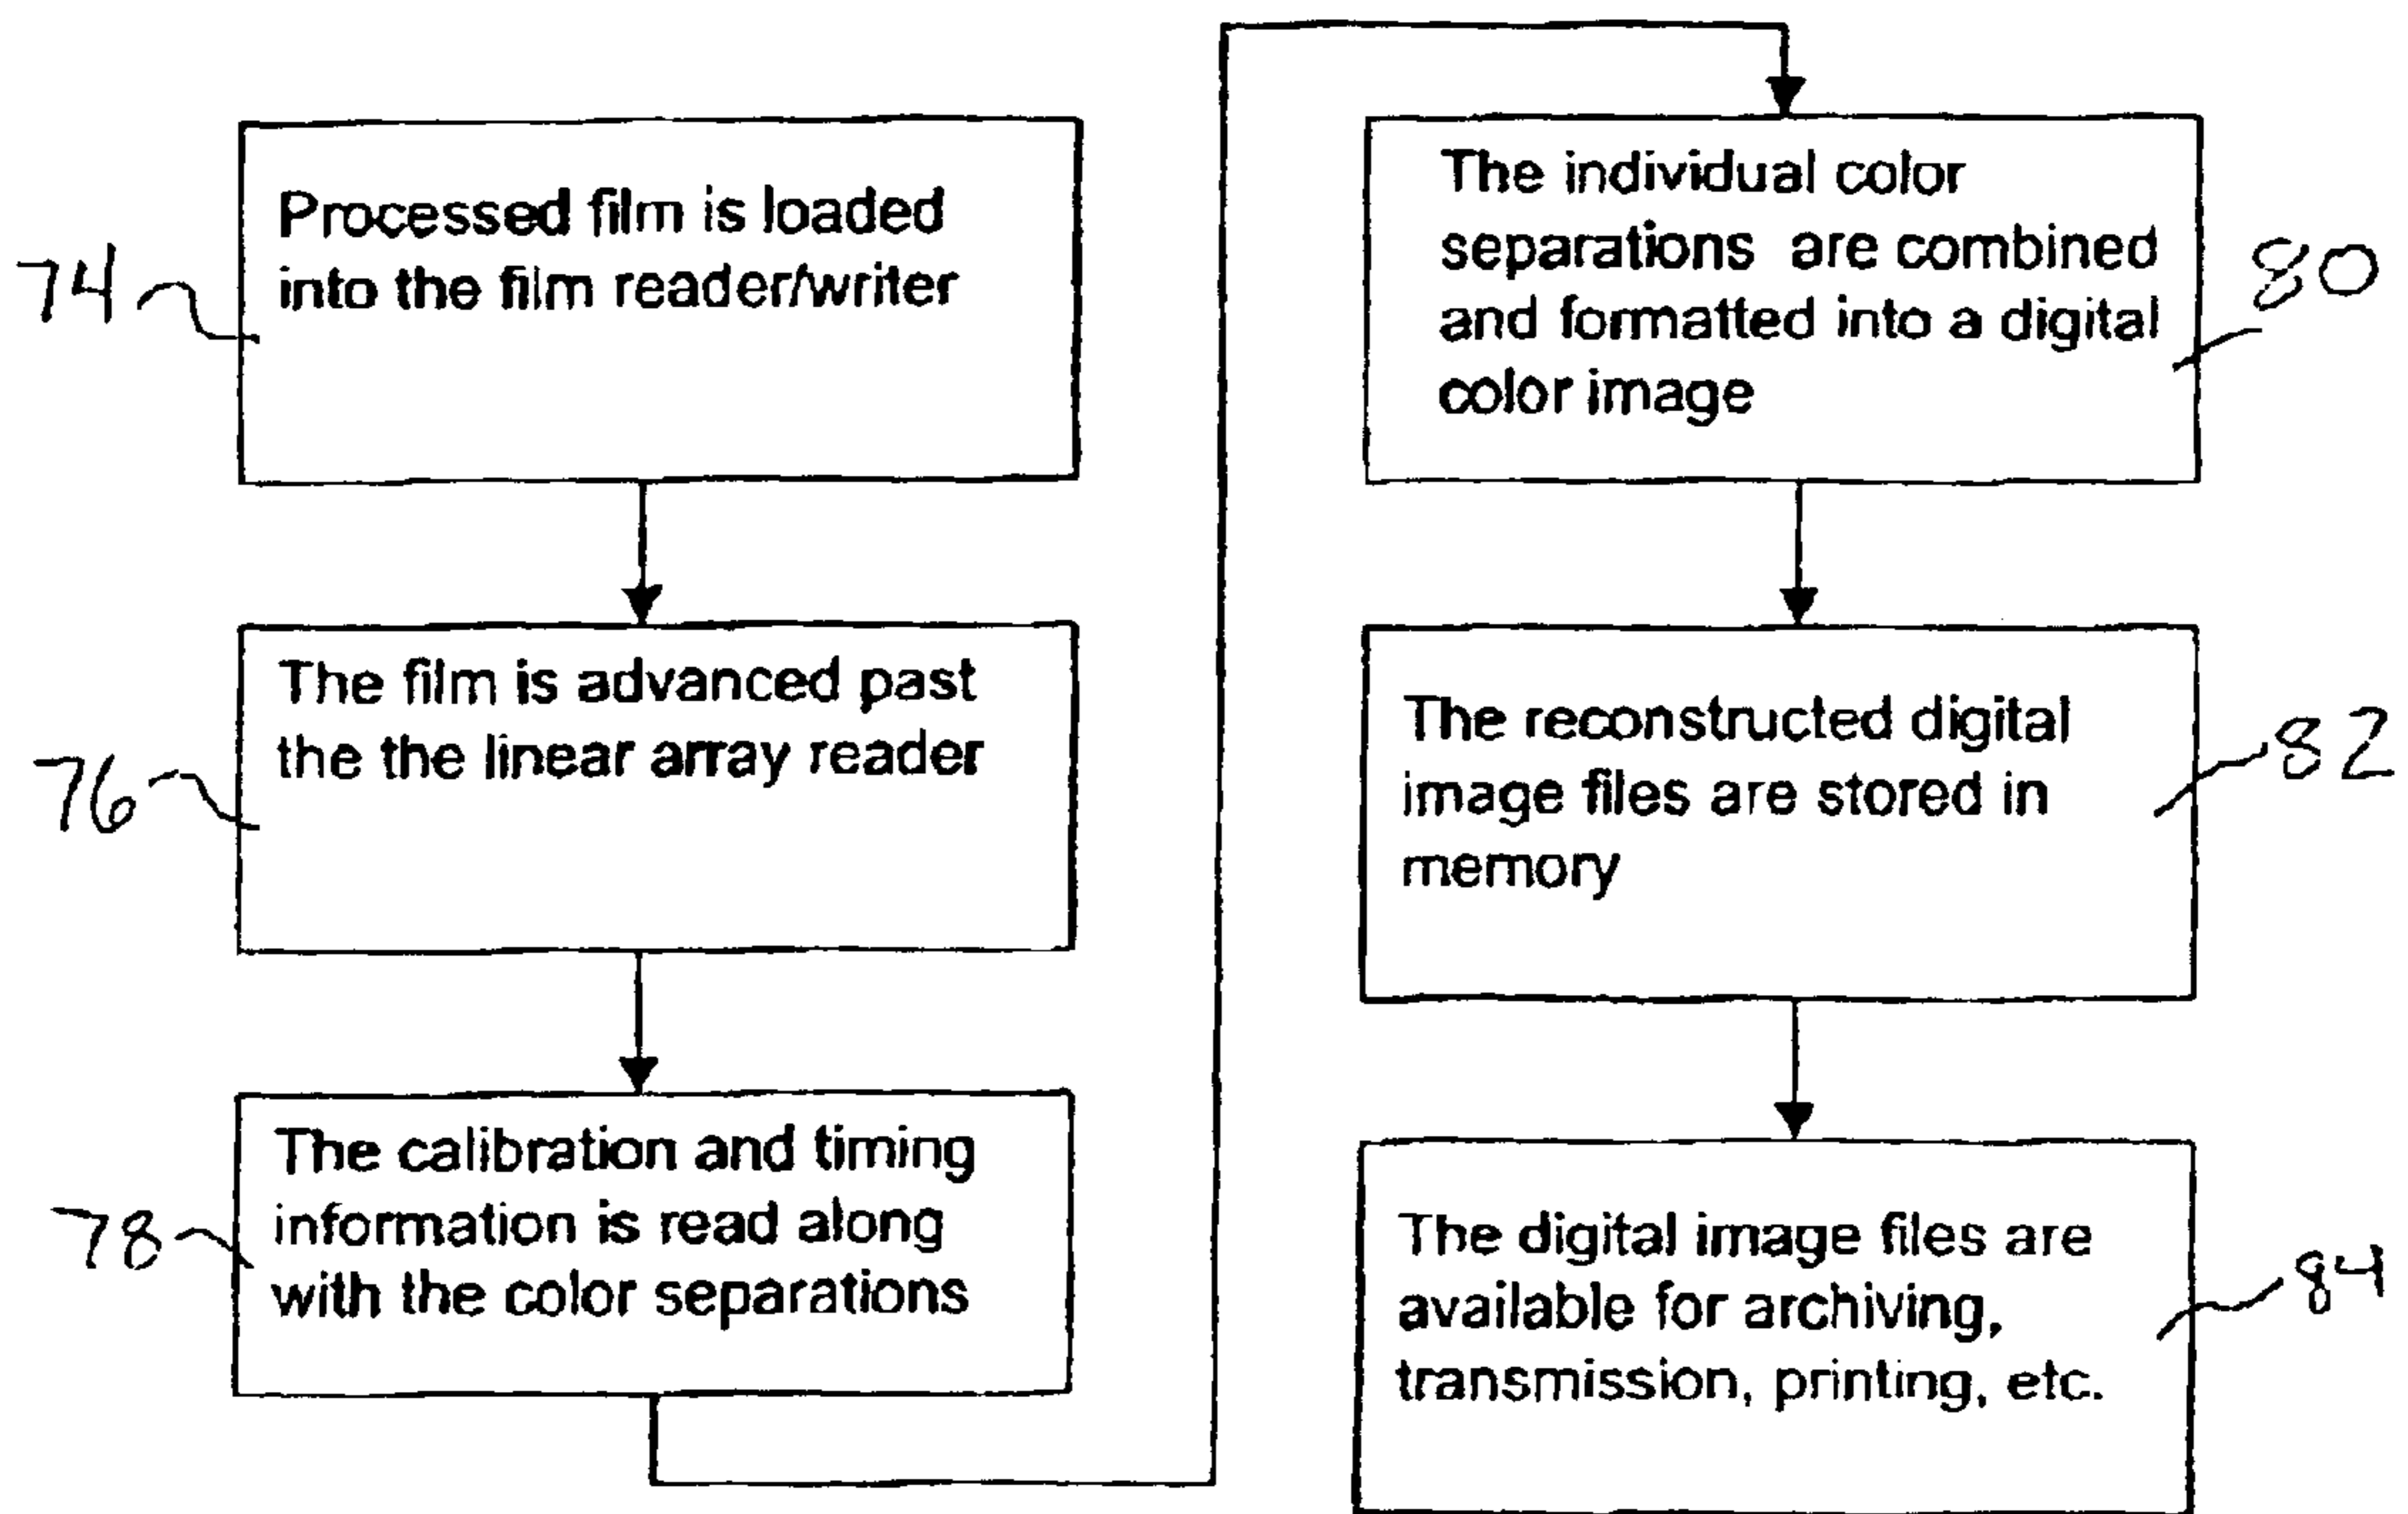 74
Processed film is loaded
into the film reader/writer
76
The film is advanced past
the the linear array reader
78
The calibration and timing
information is read along
with the color separations
80
The individual color
separations are combined
and formatted into a digital
color image
82
The reconstructed digital
image files are stored in
memory
84
The digital image files are
available for archiving,
transmission, printing, etc.